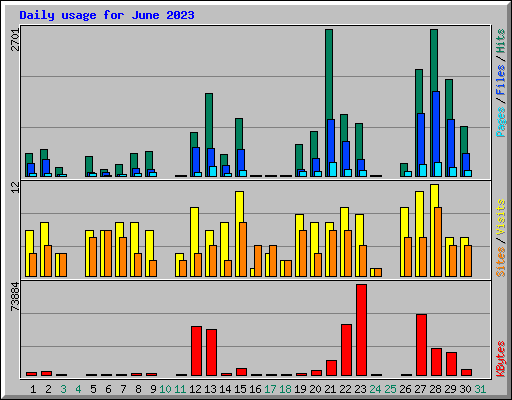 Daily usage for June 2023
2701
Pages / Files / Hits
12
Sites / Visits
73884
KBytes
1 2 3 4 5 6 7 8 9 10 11 12 13 14 15 16 17 18 19 20 21 22 23 24 25 26 27 28 29 30 31